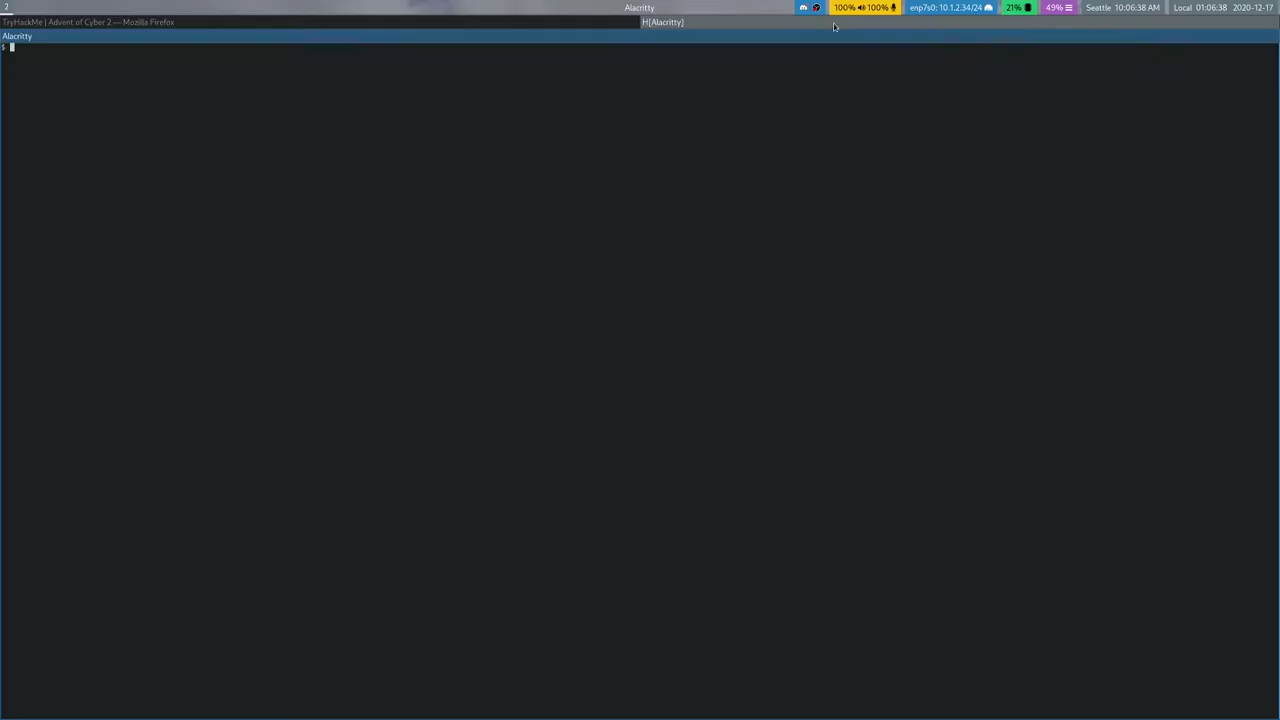 2
Alacritty
100% 100%
enp7s0: 10.1.2.34/24
21%
49%
Seattle 10:06:38 AM
Local 01:06:38 2020-12-17
TryHackMe | Advent of Cyber 2 — Mozilla Firefox
H[Alacritty]
Alacritty
$